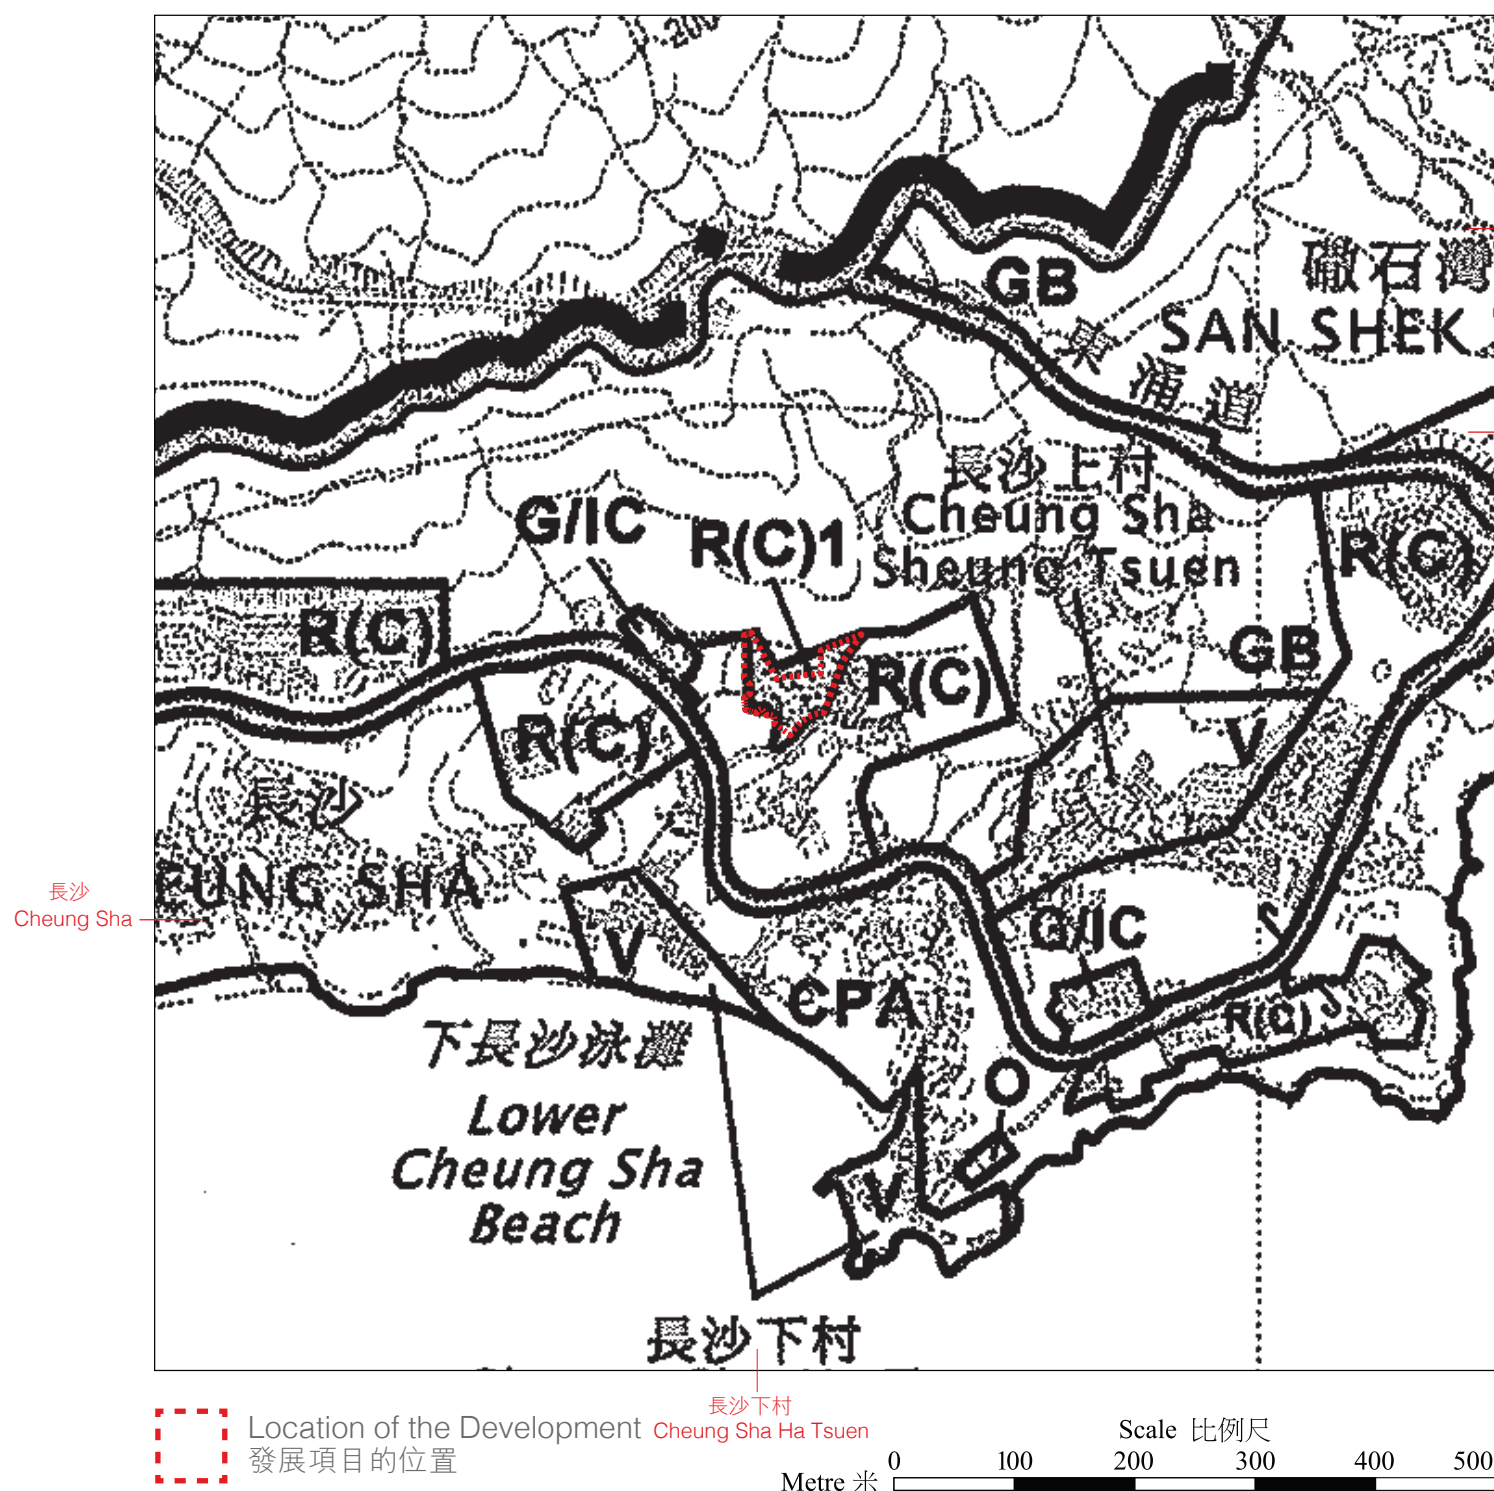 200
GB
礮石灣
SAN SHEK
東涌道
長沙上村
Cheung Sha
Sheung Tsuen
G/IC
R(C)1
R(C)
R(C)
R(C)
R(C)
GB
V
長沙
EUNG SHA
長沙
Cheung Sha
G/IC
V
CPA
R(C)
下長沙泳灘
Lower
Cheung Sha
Beach
O
V
長沙下村
長沙下村
Cheung Sha Ha Tsuen
Location of the Development
發展項目的位置
Scale 比例尺
Metre 米 0 100 200 300 400 500